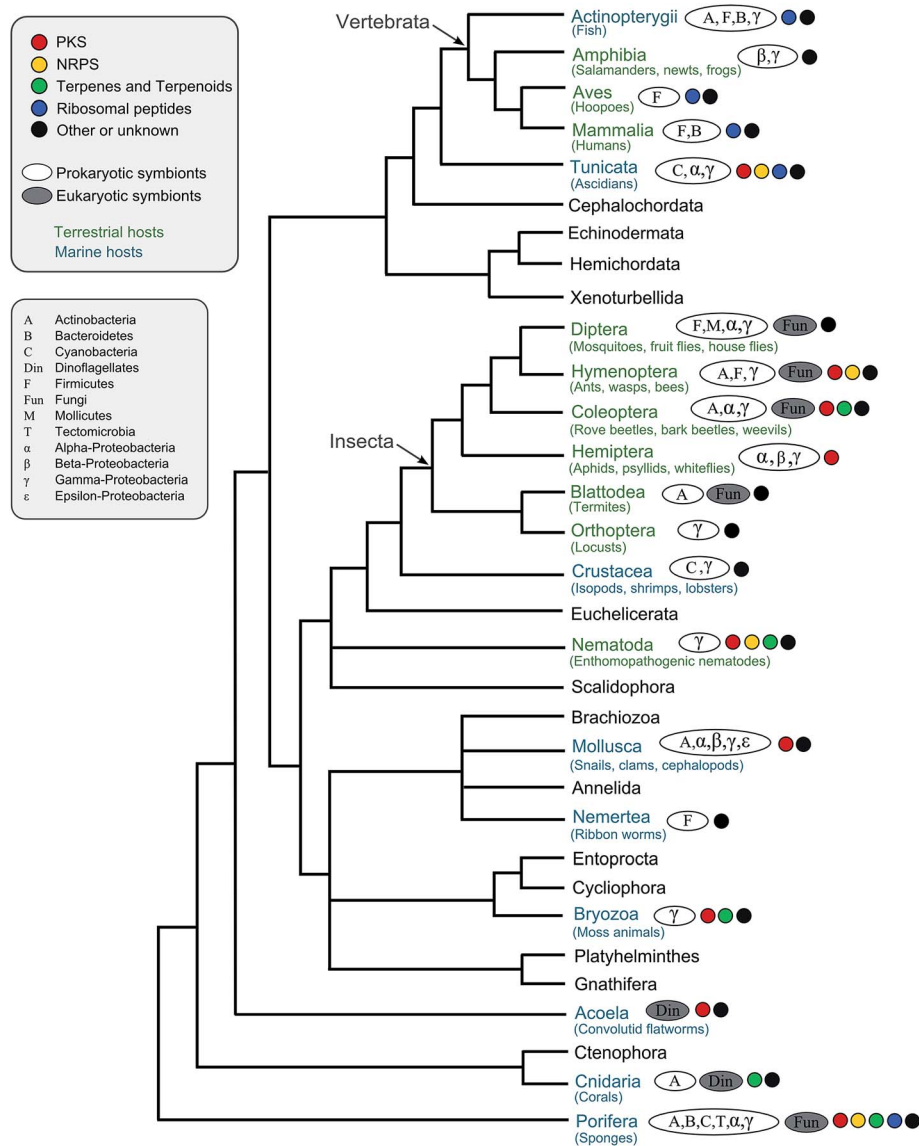 PKS
NRPS
Terpenes and Terpenoids
Ribosomal peptides
Other or unknown
Prokaryotic symbionts
Eukaryotic symbionts
Terrestrial hosts
Marine hosts
A Actinobacteria
B Bacteroidetes
C Cyanobacteria
Din Dinoflagellates
F Firmicutes
Fun Fungi
M Mollicutes
T Tectomicrobia
α Alpha-Proteobacteria
β Beta-Proteobacteria
γ Gamma-Proteobacteria
ε Epsilon-Proteobacteria
Vertebrata
Insecta
Actinopterygii A, F,B, γ
(Fish)
Amphibia β,γ
(Salamanders, newts, frogs)
Aves F
(Hoopoes)
Mammalia F,B
(Humans)
Tunicata C, α,γ
(Ascidians)
Cephalochordata
Echinodermata
Hemichordata
Xenoturbellida
Diptera F,M,α,γ Fun
(Mosquitoes, fruit flies, house flies)
Hymenoptera A,F,γ Fun
(Ants, wasps, bees)
Coleoptera A,α,γ Fun
(Rove beetles, bark beetles, weevils)
Hemiptera α,β,γ
(Aphids, psyllids, whiteflies)
Blattodea A Fun
(Termites)
Orthoptera γ
(Locusts)
Crustacea C,γ
(Isopods, shrimps, lobsters)
Euchelicerata
Nematoda γ
(Enthomopathogenic nematodes)
Scalidophora
Brachiozoa
Mollusca A,α,β,γ,ε
(Snails, clams, cephalopods)
Annelida
Nemertea F
(Ribbon worms)
Entoprocta
Cycliophora
Bryozoa γ
(Moss animals)
Platyhelminthes
Gnathifera
Acoela Din
(Convolutid flatworms)
Ctenophora
Cnidaria A Din
(Corals)
Porifera A,B,C,T,α,γ Fun
(Sponges)